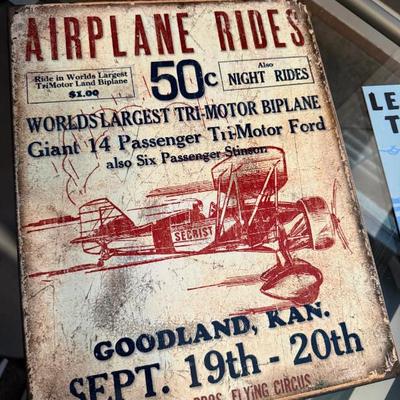 AIRPLANE RIDES
Ride in Worlds Largest
TriMotor Land Biplane
$1.00
50c
Also
NIGHT RIDES
WORLDS LARGEST TRI-MOTOR BIPLANE
Giant 14 Passenger Tri-Motor Ford
also Six Passenger Stinson
SECRIST
GOODLAND, KAN.
SEPT. 19th - 20th
BROS. FLYING CIRCUS
LE
T